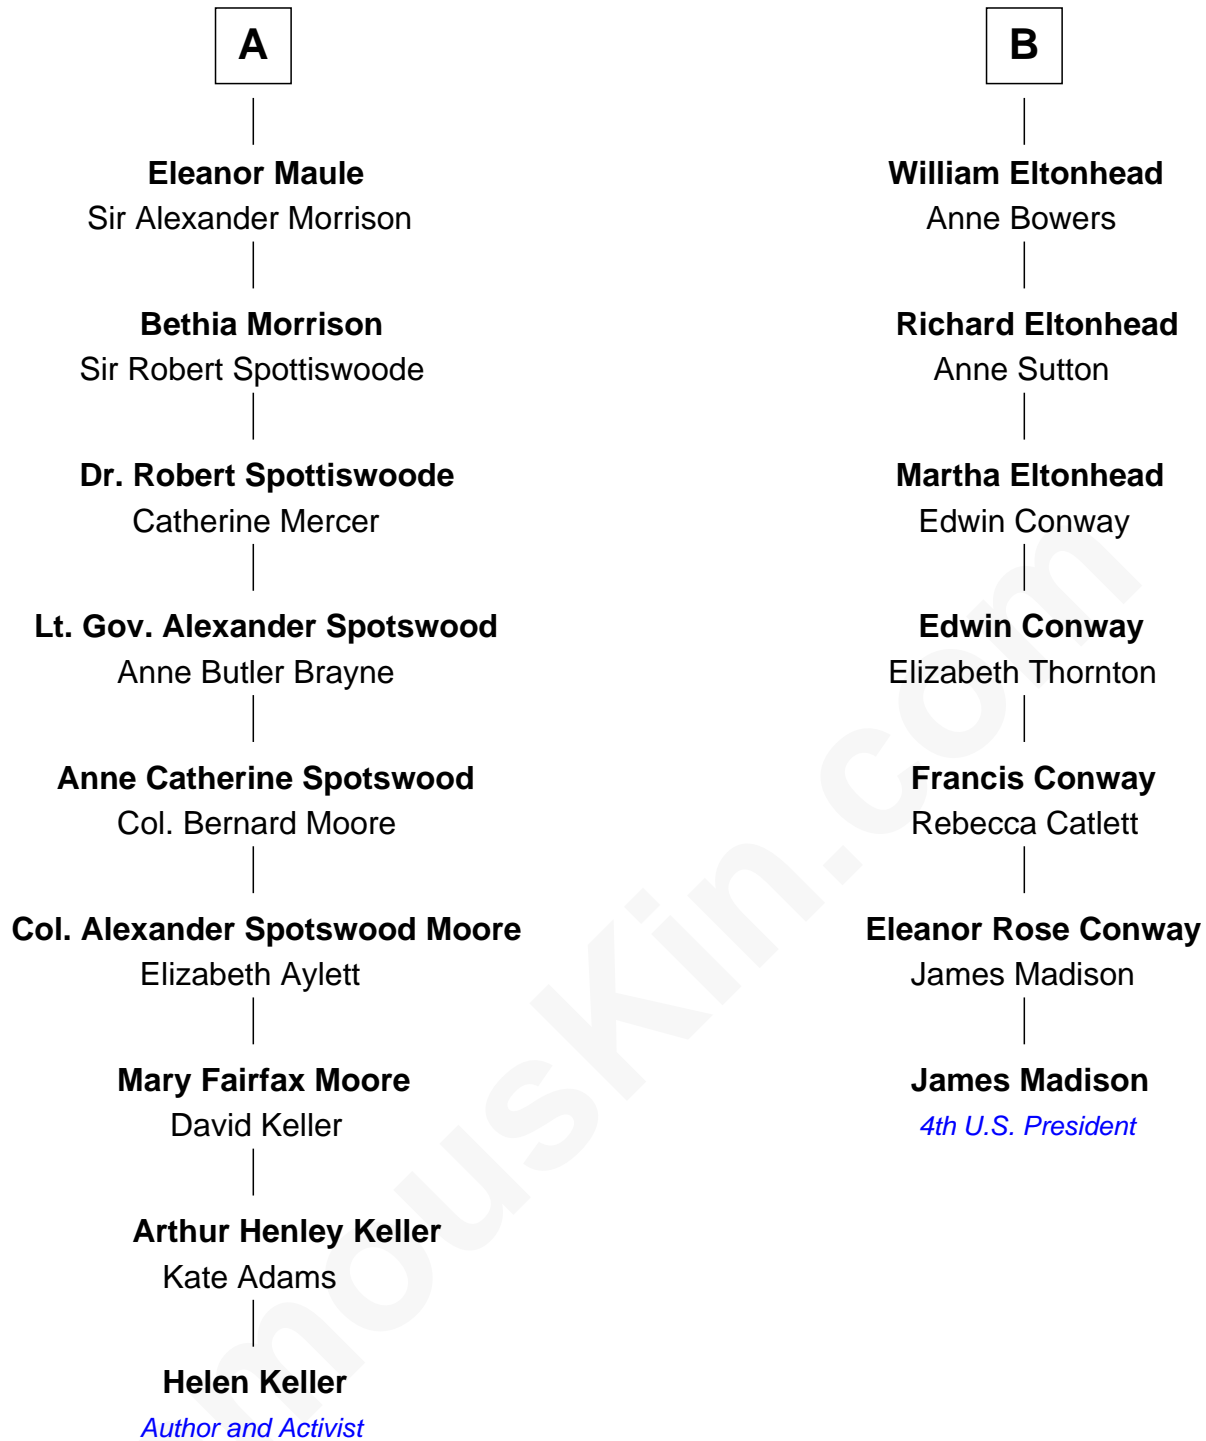 A
Eleanor Maule
Sir Alexander Morrison
Bethia Morrison
Sir Robert Spottiswoode
Dr. Robert Spottiswoode
Catherine Mercer
Lt. Gov. Alexander Spotswood
Anne Butler Brayne
Anne Catherine Spotswood
Col. Bernard Moore
Col. Alexander Spotswood Moore
Elizabeth Aylett
Mary Fairfax Moore
David Keller
Arthur Henley Keller
Kate Adams
Helen Keller
Author and Activist
B
William Eltonhead
Anne Bowers
Richard Eltonhead
Anne Sutton
Martha Eltonhead
Edwin Conway
Edwin Conway
Elizabeth Thornton
Francis Conway
Rebecca Catlett
Eleanor Rose Conway
James Madison
James Madison
4th U.S. President
mouskin.com